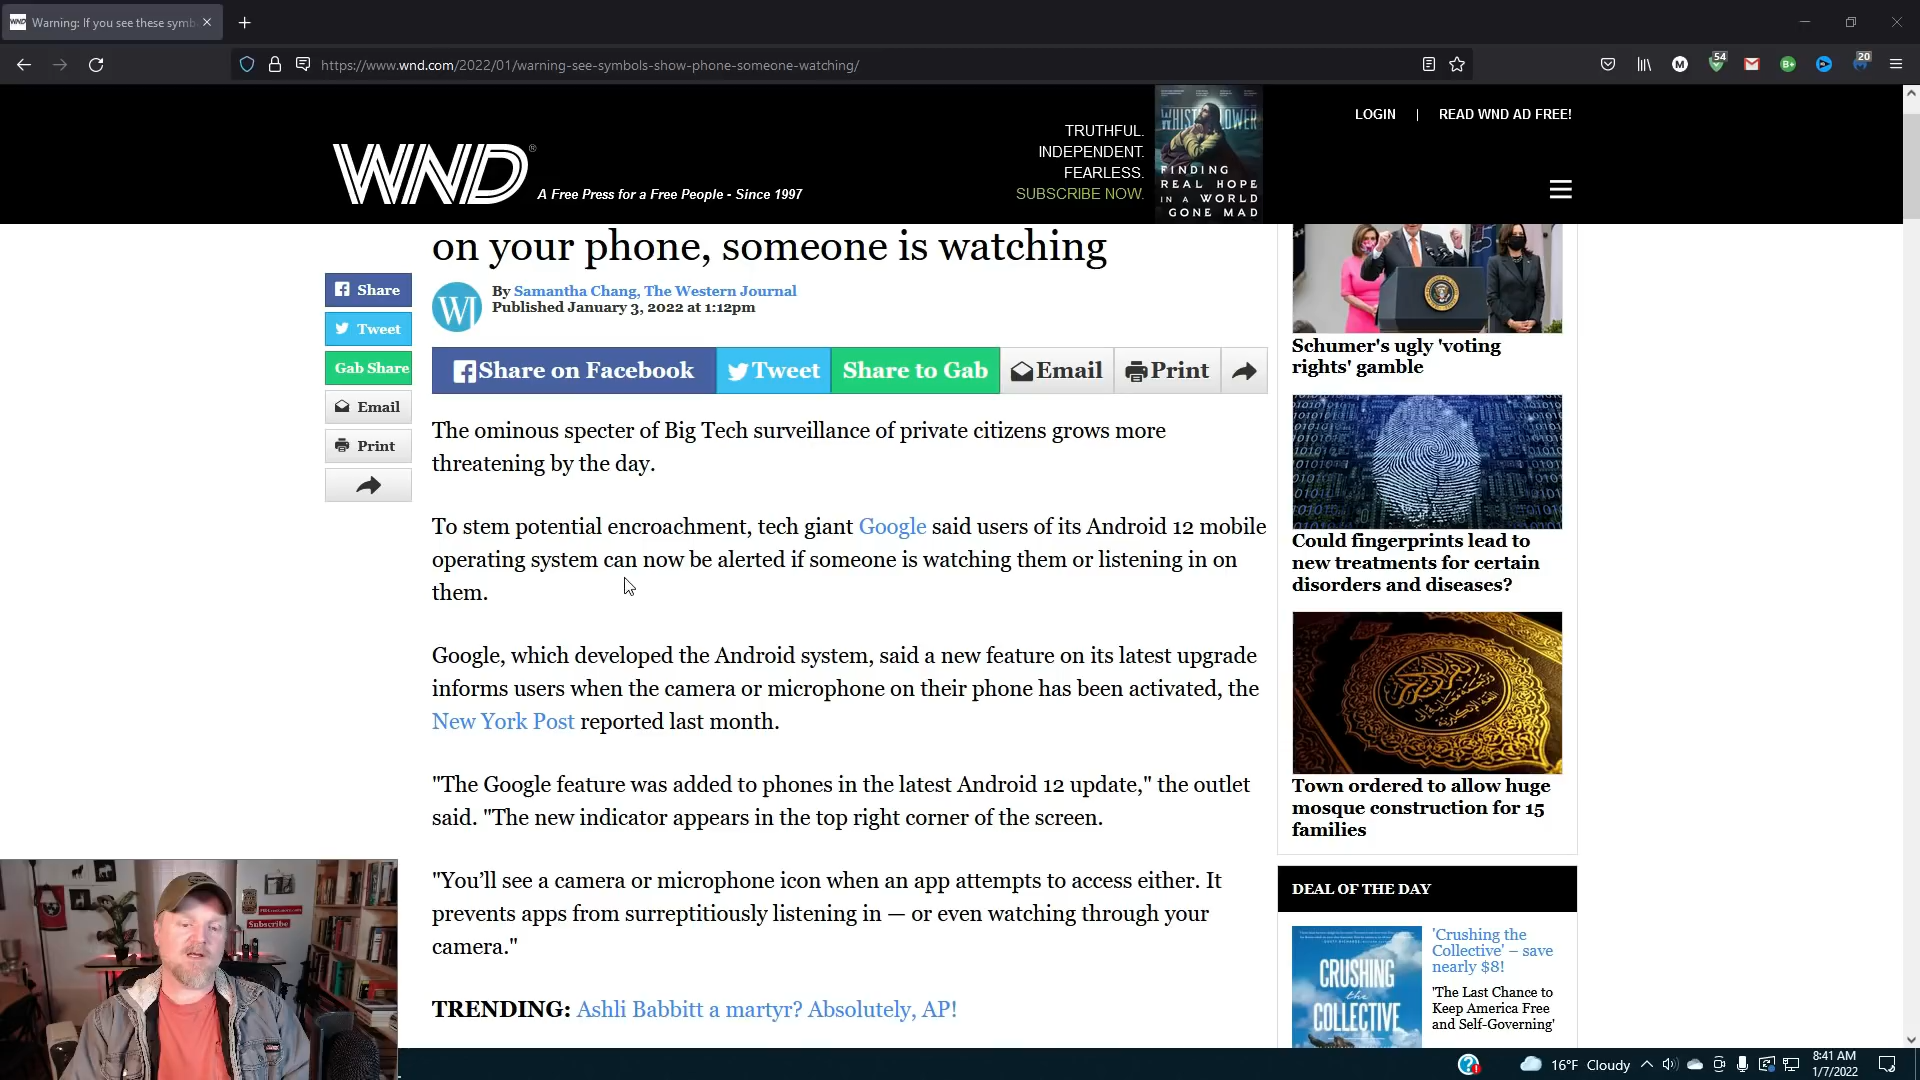 WND Warning: If you see these symb
https://www.wnd.com/2022/01/warning-see-symbols-show-phone-someone-watching/
M
54
B+
20
WND®
A Free Press for a Free People - Since 1997
TRUTHFUL.
INDEPENDENT.
FEARLESS.
SUBSCRIBE NOW.
WHISTLEBLOWER
FINDING
REAL HOPE
IN A WORLD
GONE MAD
LOGIN | READ WND AD FREE!
on your phone, someone is watching
WJ
By Samantha Chang, The Western Journal
Published January 3, 2022 at 1:12pm
Share
Tweet
Gab Share
Email
Print
Share on Facebook Tweet Share to Gab Email Print
The ominous specter of Big Tech surveillance of private citizens grows more
threatening by the day.
To stem potential encroachment, tech giant Google said users of its Android 12 mobile
operating system can now be alerted if someone is watching them or listening in on
them.
Google, which developed the Android system, said a new feature on its latest upgrade
informs users when the camera or microphone on their phone has been activated, the
New York Post reported last month.
"The Google feature was added to phones in the latest Android 12 update," the outlet
said. "The new indicator appears in the top right corner of the screen.
"You’ll see a camera or microphone icon when an app attempts to access either. It
prevents apps from surreptitiously listening in — or even watching through your
camera."
TRENDING: Ashli Babbitt a martyr? Absolutely, AP!
Schumer's ugly 'voting
rights' gamble
Could fingerprints lead to
new treatments for certain
disorders and diseases?
Town ordered to allow huge
mosque construction for 15
families
DEAL OF THE DAY
CRUSHING
the
COLLECTIVE
'Crushing the
Collective' – save
nearly $8!
'The Last Chance to
Keep America Free
and Self-Governing'
Subscribe
16°F Cloudy
8:41 AM
1/7/2022